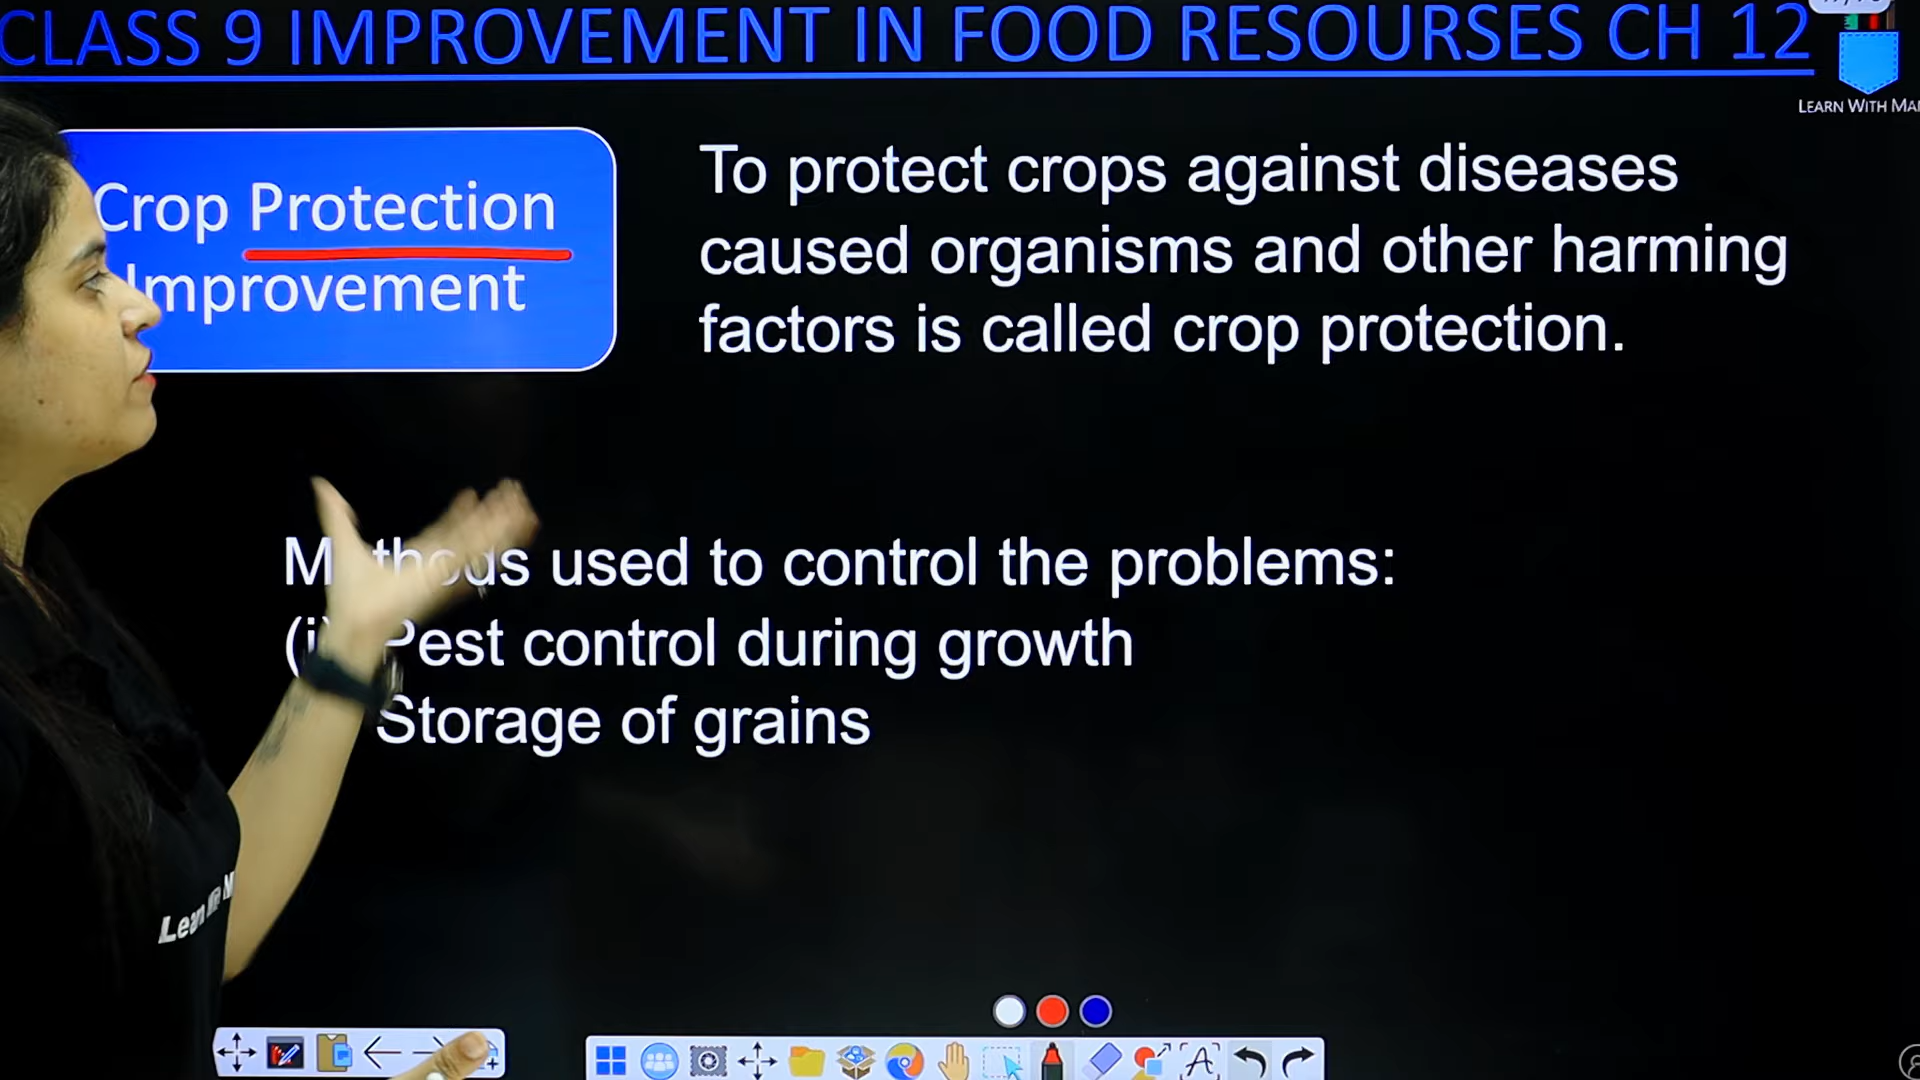 CLASS 9 IMPROVEMENT IN FOOD RESOURSES CH 12
LEARN WITH MA
Crop Protection
Improvement
To protect crops against diseases
caused organisms and other harming
factors is called crop protection.
Methods used to control the problems:
(i) Pest control during growth
Storage of grains
Learn